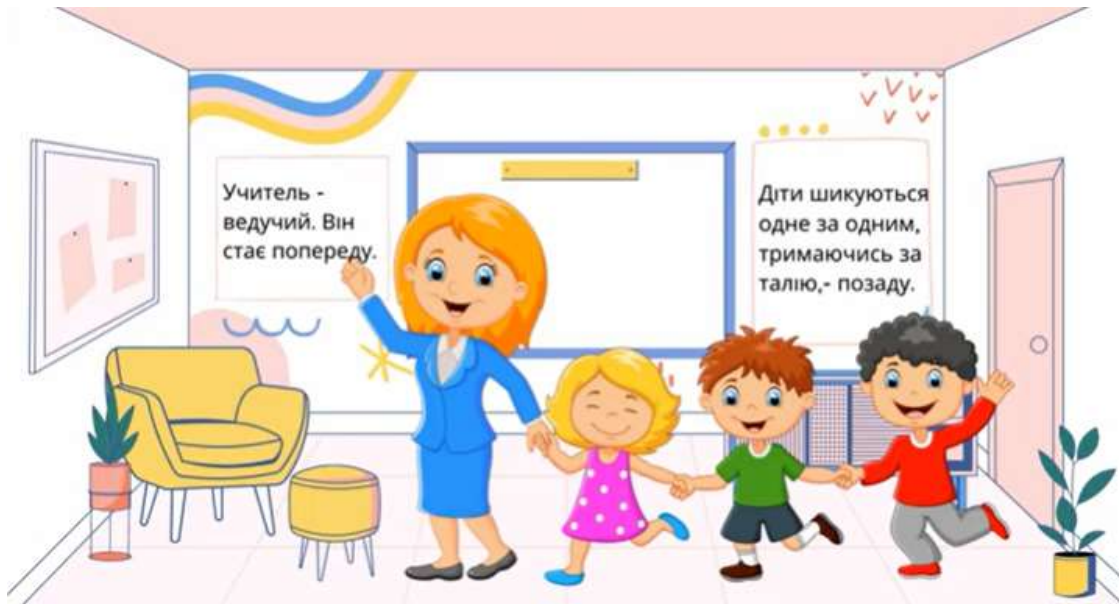 Учитель -
ведучий. Він
стає попереду.
Діти шикуються
одне за одним,
тримаючись за
талію,- позаду.